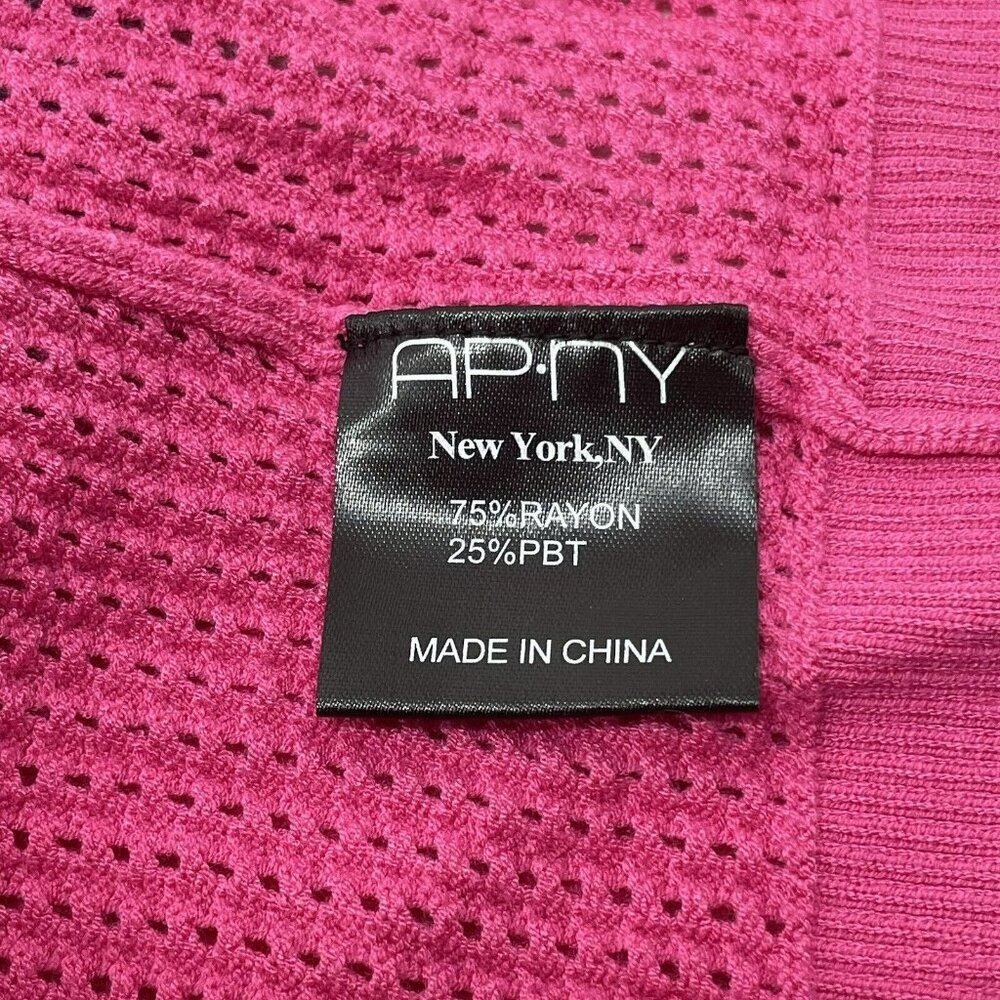 AP·NY
New York,NY
75%RAYON
25%PBT
MADE IN CHINA